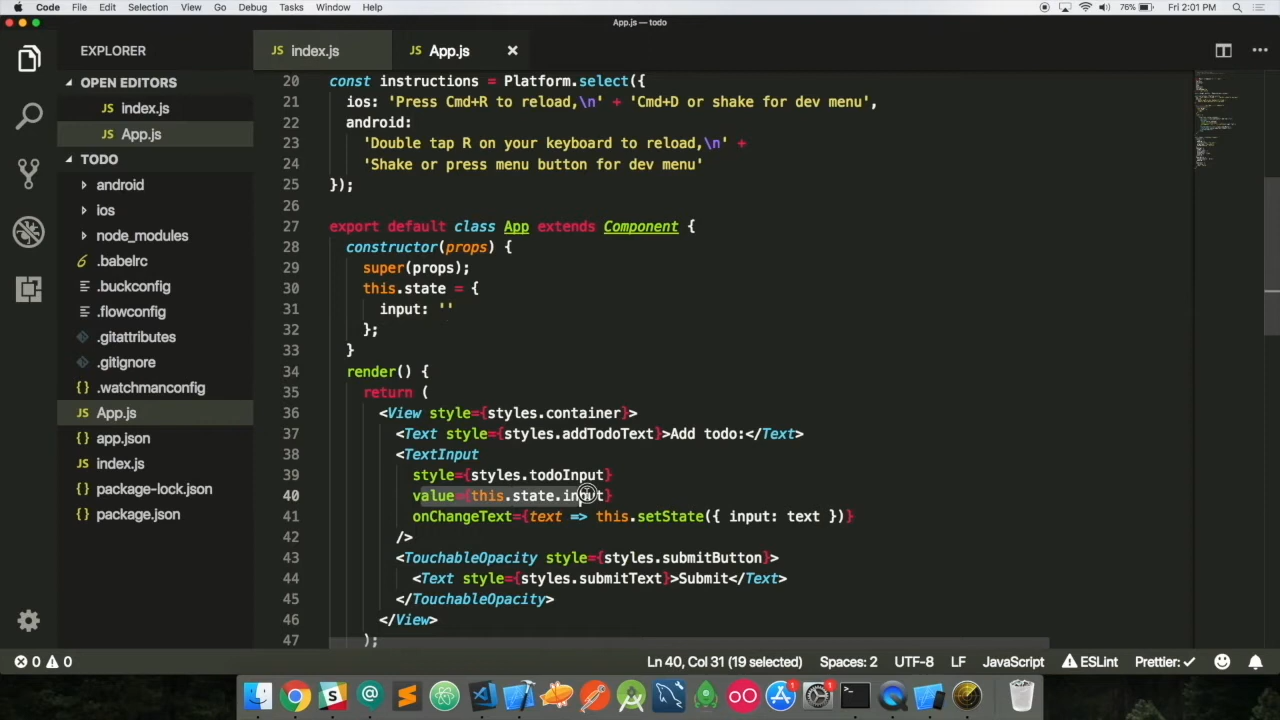 Code File Edit Selection View Go Debug Tasks Window Help 76% Fri 2:01 PM
App.js — todo
EXPLORER
OPEN EDITORS
JS index.js
JS App.js
TODO
android
ios
node_modules
.babelrc
.buckconfig
.flowconfig
.gitattributes
.gitignore
{} .watchmanconfig
JS App.js
{} app.json
JS index.js
{} package-lock.json
{} package.json
JS index.js JS App.js
20 const instructions = Platform.select({
21 ios: 'Press Cmd+R to reload,\n' + 'Cmd+D or shake for dev menu',
22 android:
23 'Double tap R on your keyboard to reload,\n' +
24 'Shake or press menu button for dev menu'
25 });
26
27 export default class App extends Component {
28 constructor(props) {
29 super(props);
30 this.state = {
31 input: ''
32 };
33 }
34 render() {
35 return (
36 <View style={styles.container}>
37 <Text style={styles.addTodoText}>Add todo:</Text>
38 <TextInput
39 style={styles.todoInput}
40 value={this.state.input}
41 onChangeText={text => this.setState({ input: text })}
42 />
43 <TouchableOpacity style={styles.submitButton}>
44 <Text style={styles.submitText}>Submit</Text>
45 </TouchableOpacity>
46 </View>
47 );
0 0 Ln 40, Col 31 (19 selected) Spaces: 2 UTF-8 LF JavaScript ESLint Prettier: ✓
1 1